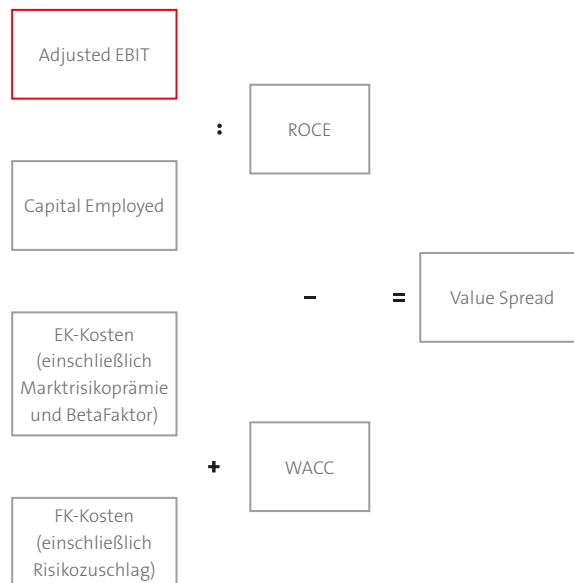 Adjusted EBIT
:
ROCE
Capital Employed
–
=
Value Spread
EK-Kosten
(einschließlich
Marktrisikoprämie
und BetaFaktor)
+
WACC
FK-Kosten
(einschließlich
Risikozuschlag)